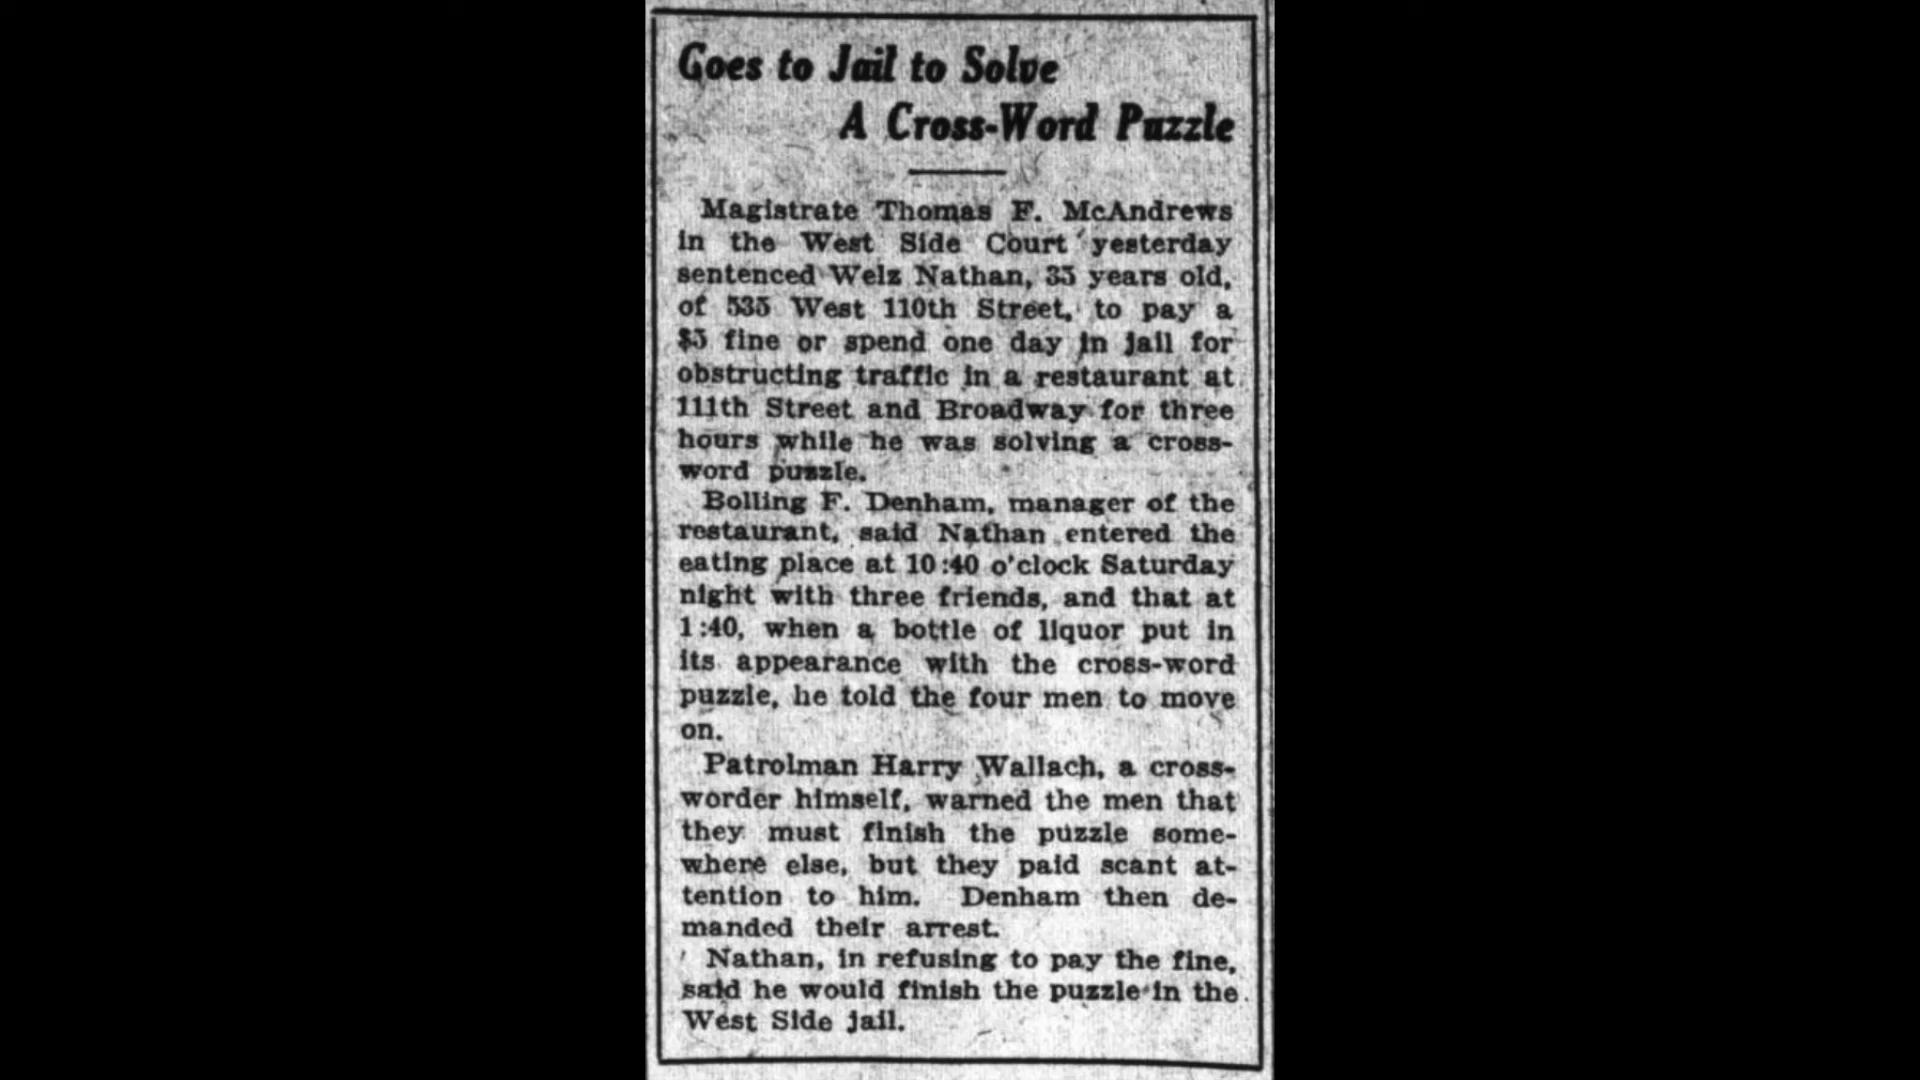 Goes to Jail to Solve
A Cross-Word Puzzle
Magistrate Thomas F. McAndrews
in the West Side Court yesterday
sentenced Welz Nathan, 35 years old,
of 535 West 110th Street, to pay a
$5 fine or spend one day in jail for
obstructing traffic in a restaurant at
111th Street and Broadway for three
hours while he was solving a cross-
word puzzle.
Bolling F. Denham, manager of the
restaurant, said Nathan entered the
eating place at 10:40 o'clock Saturday
night with three friends, and that at
1:40, when a bottle of liquor put in
its appearance with the cross-word
puzzle, he told the four men to move
on.
Patrolman Harry Wallach, a cross-
worder himself, warned the men that
they must finish the puzzle some-
where else, but they paid scant at-
tention to him. Denham then de-
manded their arrest.
Nathan, in refusing to pay the fine,
said he would finish the puzzle in the
West Side jail.